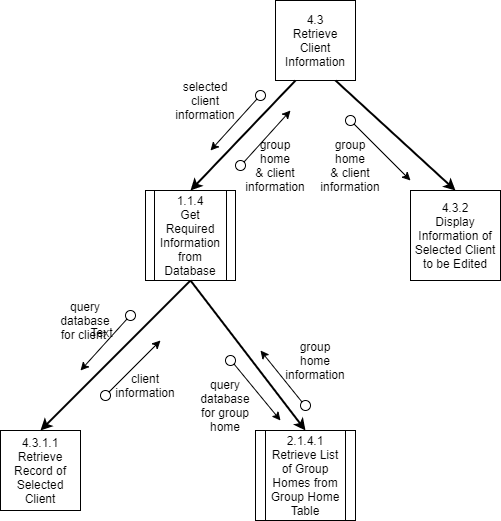 4.3
Retrieve
Client
Information
selected
client
information
group
home
& client
information
group
home
& client
information
1.1.4
Get
Required
Information
from
Database
4.3.2
Display
Information of
Selected Client
to be Edited
query
database
for client
Text
client
information
group
home
information
query
database
for group
home
4.3.1.1
Retrieve
Record of
Selected
Client
2.1.4.1
Retrieve List
of Group
Homes from
Group Home
Table